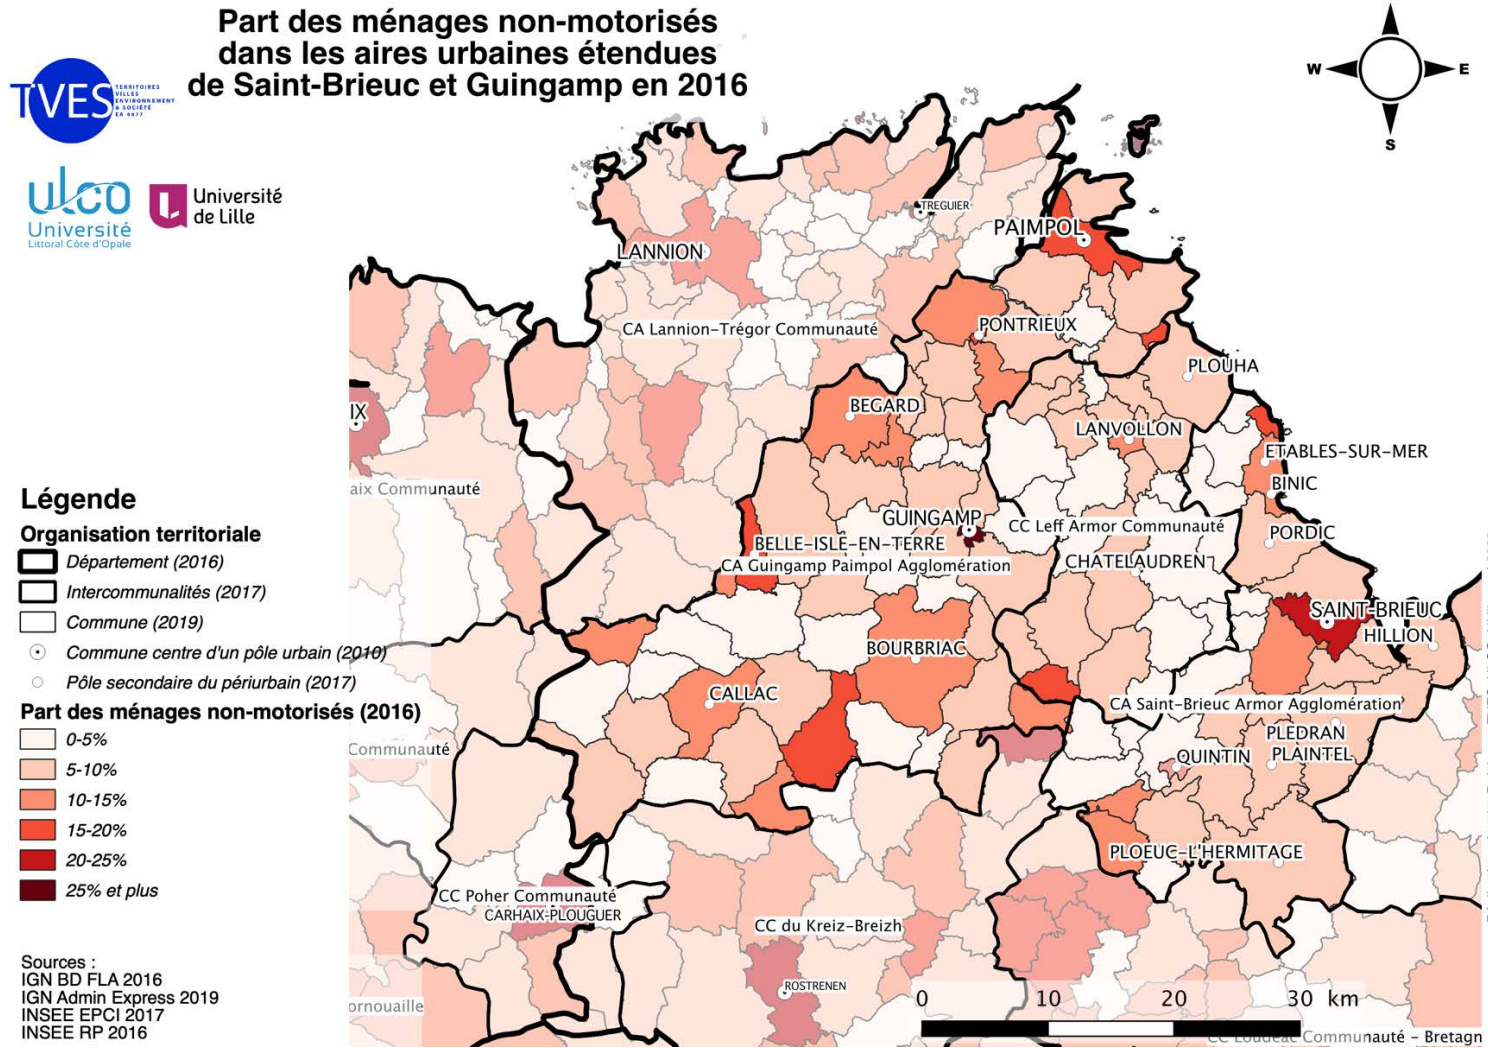 Part des ménages non-motorisés
dans les aires urbaines étendues
de Saint-Brieuc et Guingamp en 2016
TVES
TERRITOIRES
VILLES
ENVIRONNEMENT
& SOCIÉTÉ
EA 4477
ulco
Université
Littoral Côte d'Opale
Université
de Lille
W
E
S
TREGUIER
PAIMPOL
LANNION
CA Lannion-Trégor Communauté
PONTRIEUX
PLOUHA
IX
BEGARD
LANVOLLON
ETABLES-SUR-MER
BINIC
aix Communauté
GUINGAMP
CC Leff Armor Communauté
PORDIC
BELLE-ISLE-EN-TERRE
CA Guingamp Paimpol Agglomération
CHATELAUDREN
SAINT-BRIEUC
HILLION
BOURBRIAC
CALLAC
CA Saint-Brieuc Armor Agglomération
PLEDRAN
Communauté
QUINTIN
PLAINTEL
PLOEUC-L'HERMITAGE
CC Poher Communauté
CARHAIX-PLOUGUER
CC du Kreiz-Breizh
ROSTRENEN
ornouaille
0 10 20 30 km
CC Loudéac Communauté - Bretagn
Légende
Organisation territoriale
Département (2016)
Intercommunalités (2017)
Commune (2019)
Commune centre d'un pôle urbain (2010)
Pôle secondaire du périurbain (2017)
Part des ménages non-motorisés (2016)
0-5%
5-10%
10-15%
15-20%
20-25%
25% et plus
Sources :
IGN BD FLA 2016
IGN Admin Express 2019
INSEE EPCI 2017
INSEE RP 2016